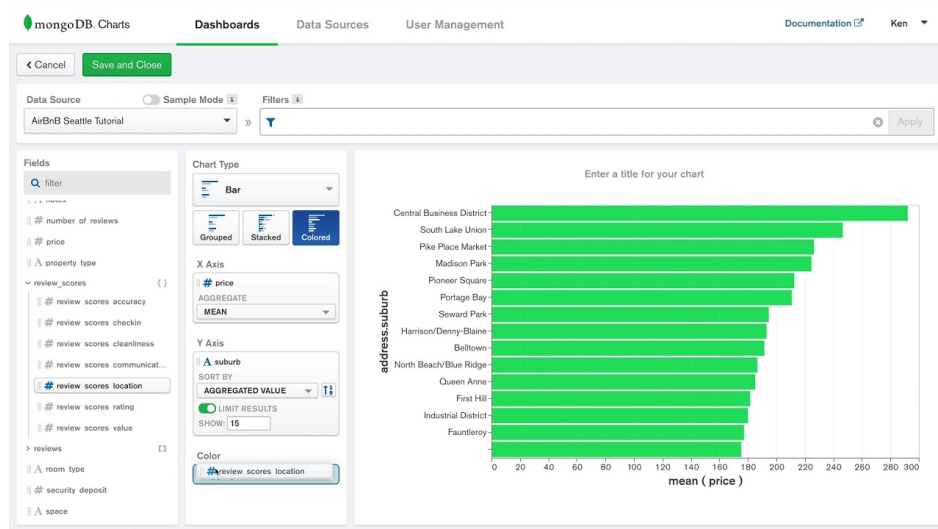 mongoDB. Charts
Dashboards
Data Sources
User Management
Documentation
Ken
Cancel
Save and Close
Data Source
Sample Mode i
Filters i
AirBnB Seattle Tutorial
»
Apply
Fields
filter
A notes
# number of reviews
# price
A property type
review_scores { }
# review scores accuracy
# review scores checkin
# review scores cleanliness
# review scores communicat...
# review scores location
# review scores rating
# review scores value
> reviews [ ]
A room type
# security deposit
A space
Chart Type
Bar
Grouped
Stacked
Colored
X Axis
# price
AGGREGATE
MEAN
Y Axis
A suburb
SORT BY
AGGREGATED VALUE
LIMIT RESULTS
SHOW: 15
Color
# review scores location
Enter a title for your chart
address.suburb
Central Business District
South Lake Union
Pike Place Market
Madison Park
Pioneer Square
Portage Bay
Seward Park
Harrison/Denny-Blaine
Belltown
North Beach/Blue Ridge
Queen Anne
First Hill
Industrial District
Fauntleroy
0 20 40 60 80 100 120 140 160 180 200 220 240 260 280 300
mean ( price )